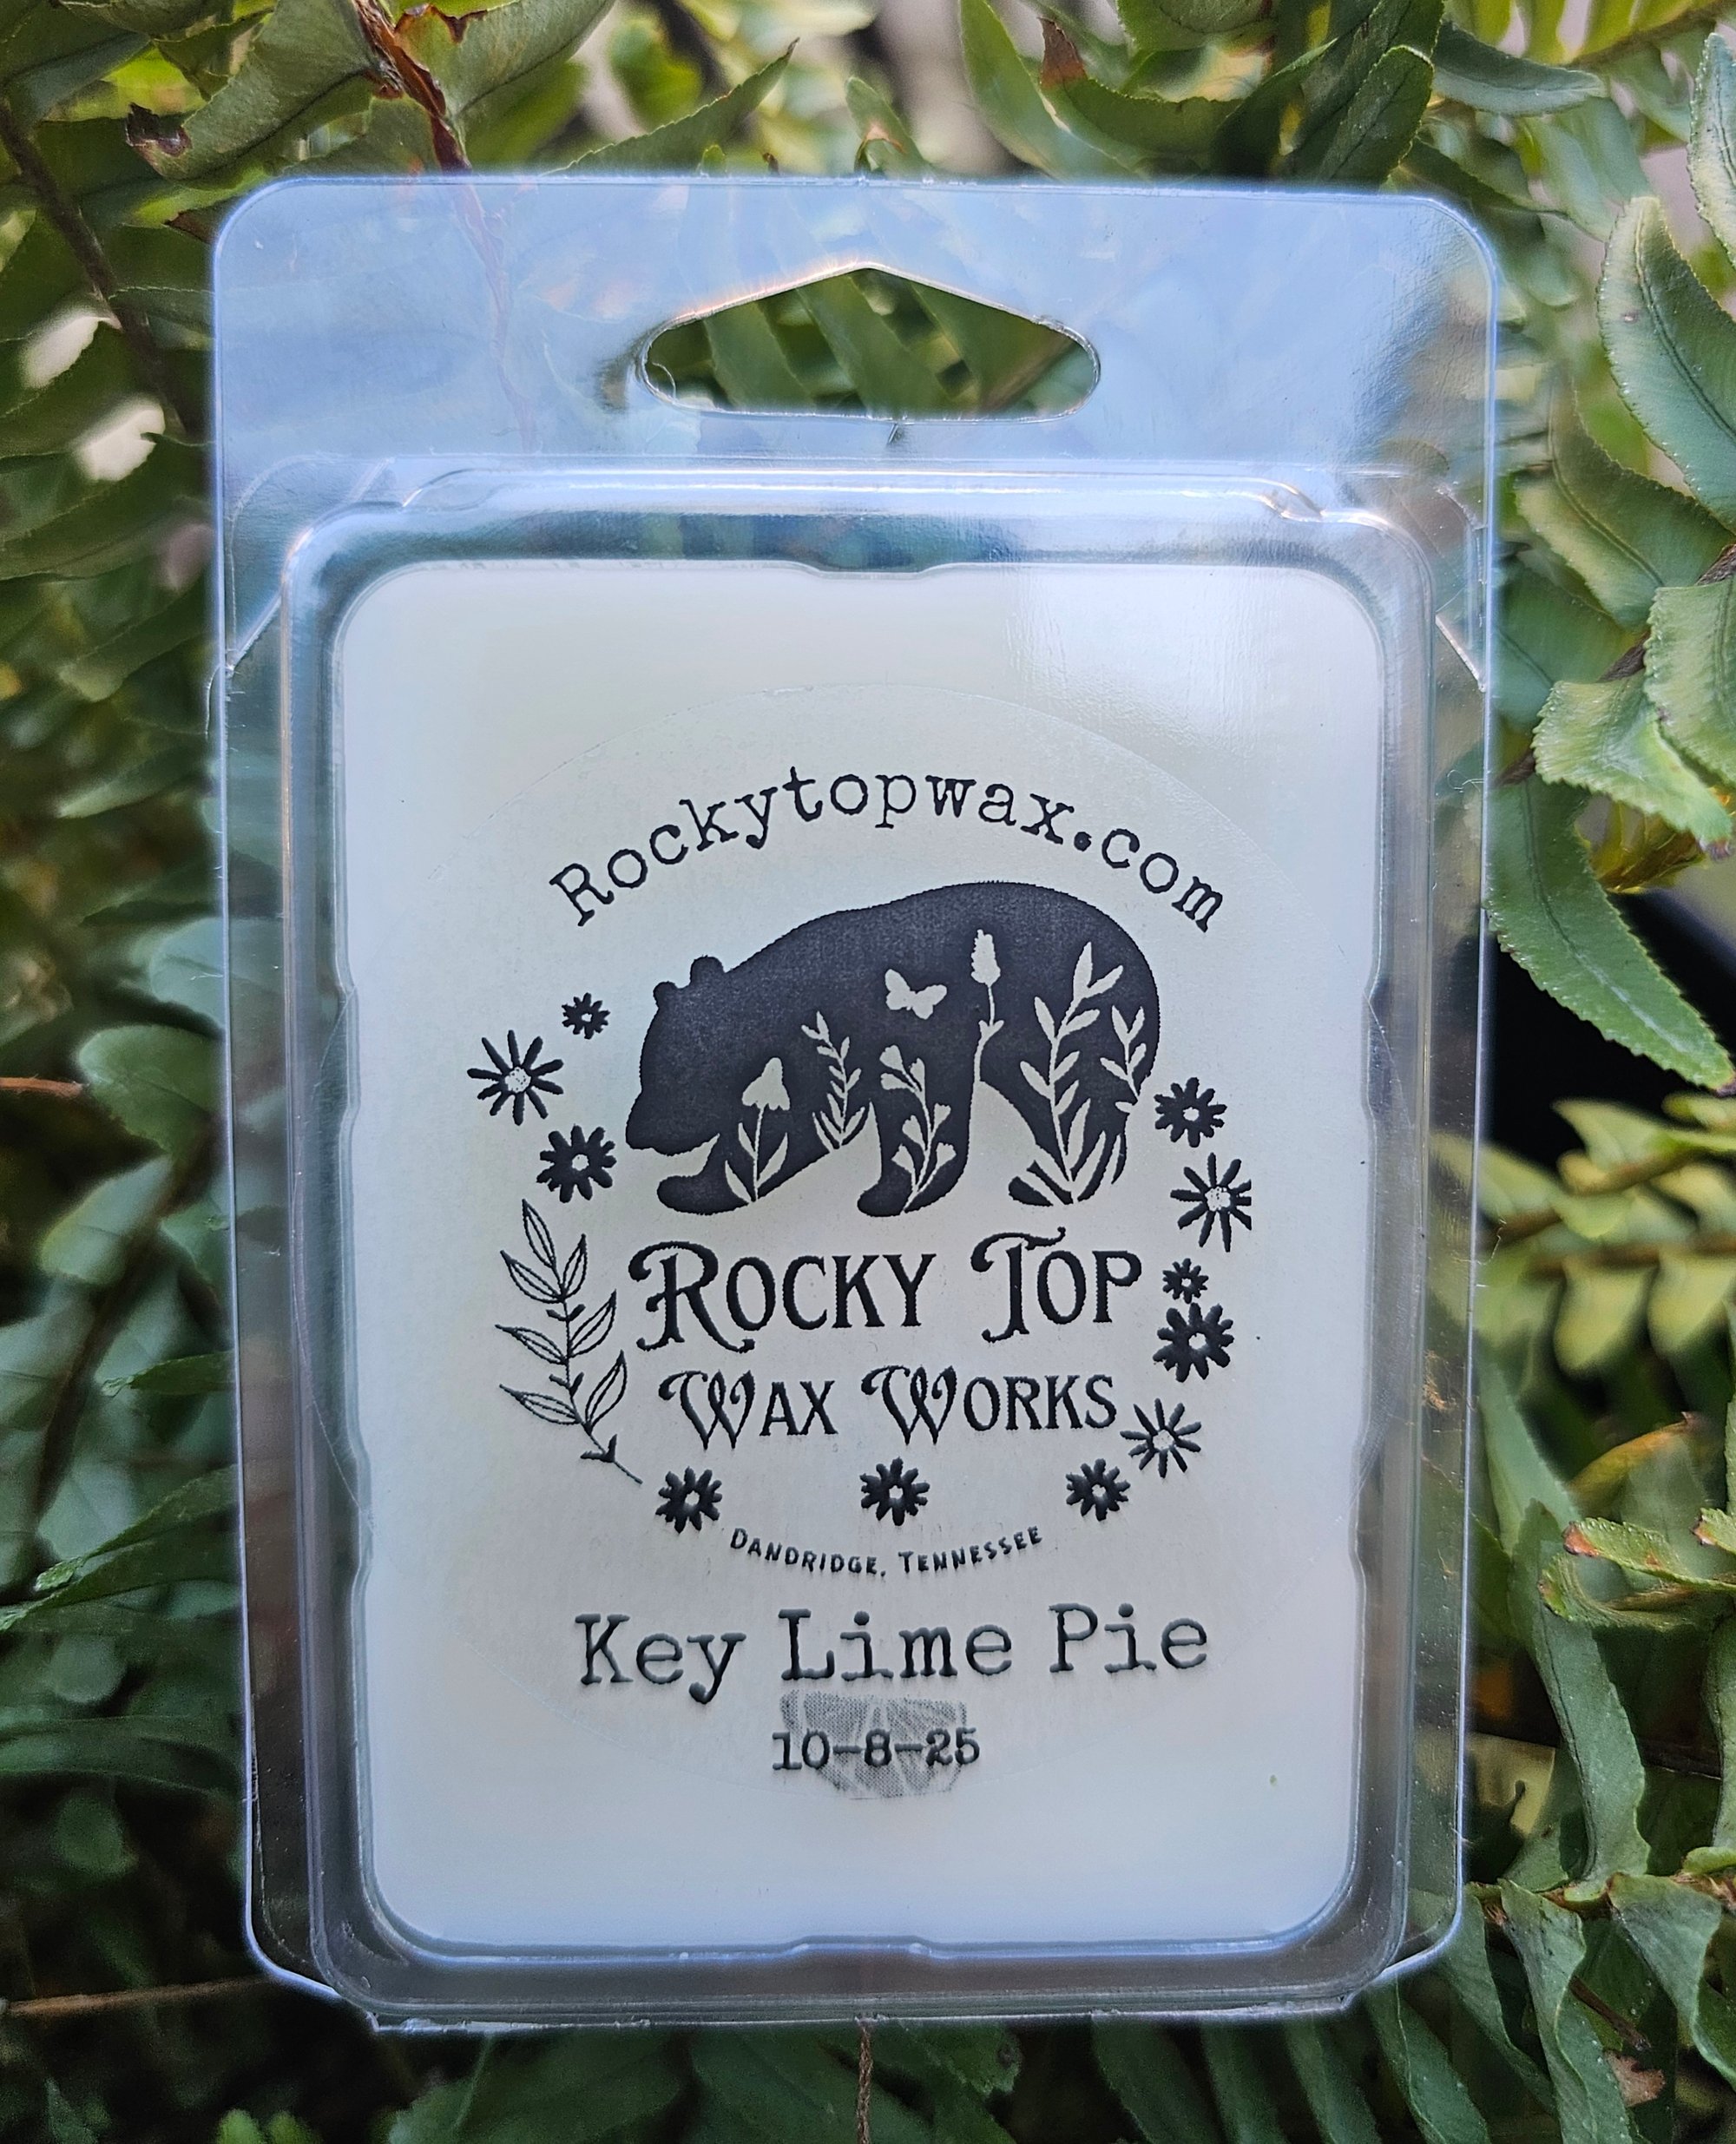 Rockytopwax.com
Rocky Top
Wax Works
Dandridge, Tennessee
Key Lime Pie
10-8-25